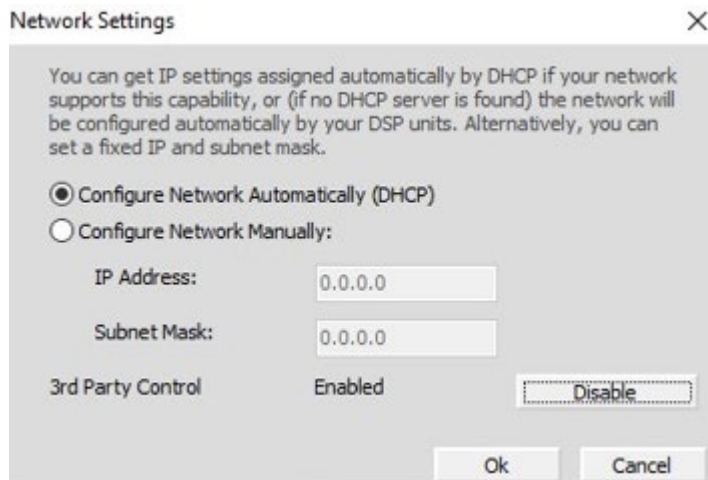 Network Settings
You can get IP settings assigned automatically by DHCP if your network
supports this capability, or (if no DHCP server is found) the network will
be configured automatically by your DSP units. Alternatively, you can
set a fixed IP and subnet mask.
Configure Network Automatically (DHCP)
Configure Network Manually:
IP Address: 0.0.0.0
Subnet Mask: 0.0.0.0
3rd Party Control Enabled Disable
Ok Cancel